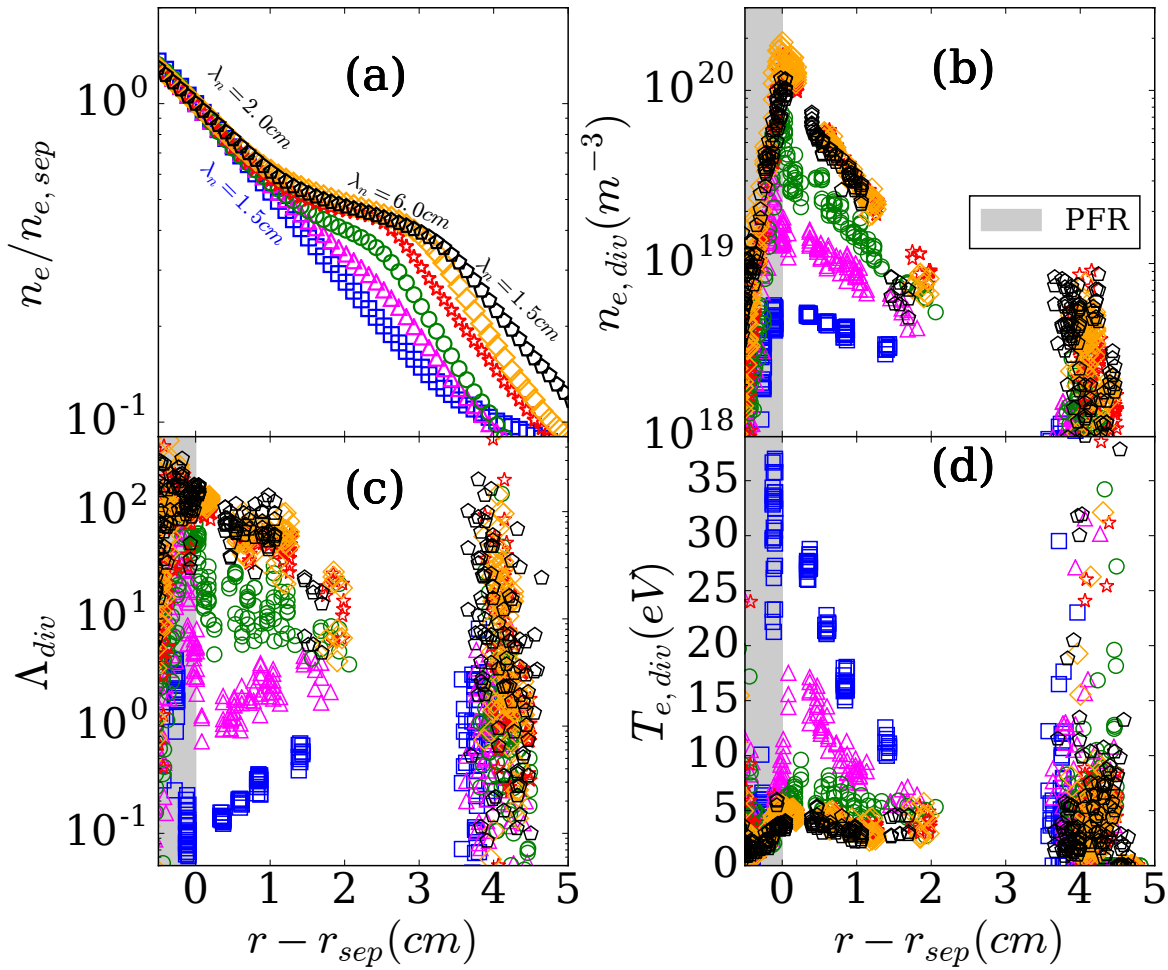 (a)
λn = 2.0cm
λn = 1.5cm
λn = 6.0cm
λn = 1.5cm
10^0
10^-1
ne/ne,sep
(b)
10^20
10^19
10^18
ne,div(m^-3)
PFR
(c)
10^2
10^1
10^0
10^-1
Λdiv
0 1 2 3 4 5
r − rsep(cm)
(d)
35
30
25
20
15
10
5
0
Te,div(eV)
0 1 2 3 4 5
r − rsep(cm)